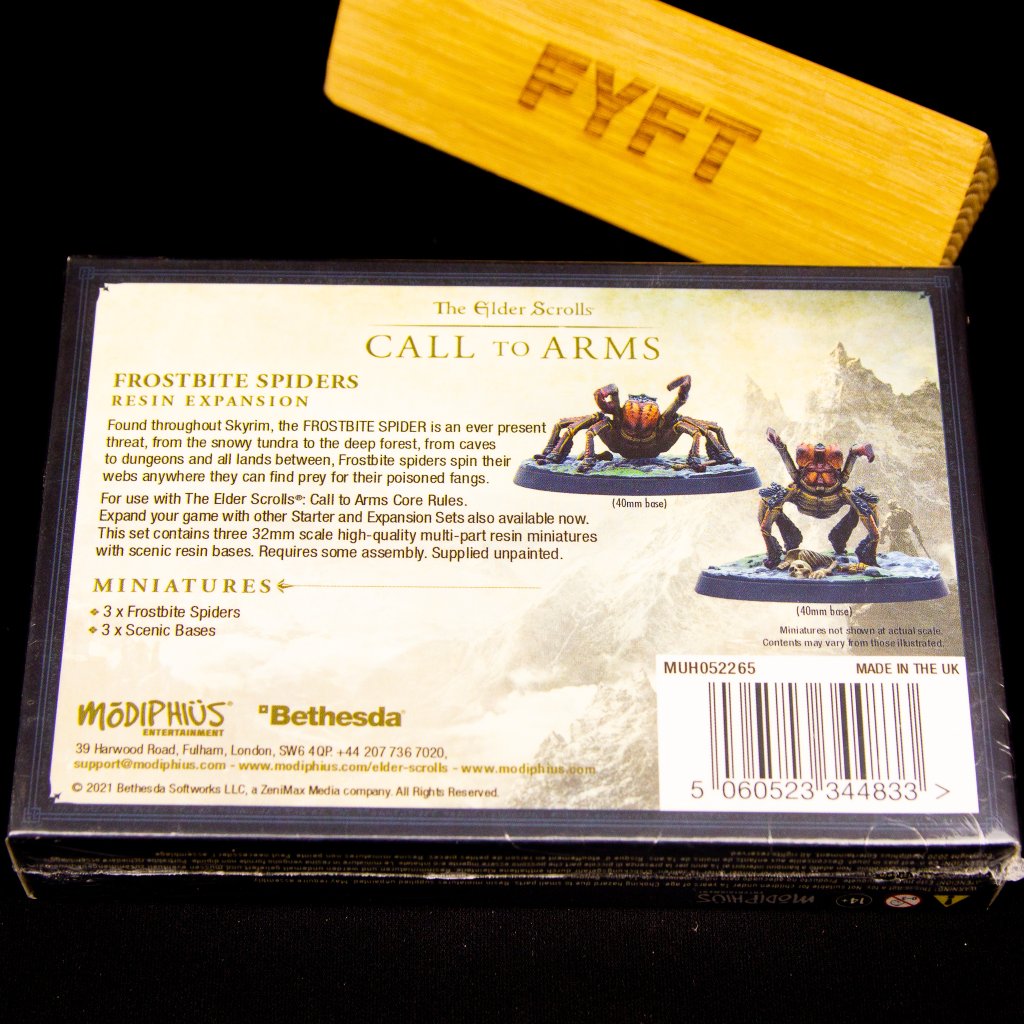 FYFT
The Elder Scrolls
CALL TO ARMS
FROSTBITE SPIDERS
RESIN EXPANSION
Found throughout Skyrim, the FROSTBITE SPIDER is an ever present
threat, from the snowy tundra to the deep forest, from caves
to dungeons and all lands between, Frostbite spiders spin their
webs anywhere they can find prey for their poisoned fangs.
For use with The Elder Scrolls®: Call to Arms Core Rules.
Expand your game with other Starter and Expansion Sets also available now.
This set contains three 32mm scale high-quality multi-part resin miniatures
with scenic resin bases. Requires some assembly. Supplied unpainted.
(40mm base)
(40mm base)
Miniatures not shown at actual scale.
Contents may vary from those illustrated.
MINIATURES
3 x Frostbite Spiders
3 x Scenic Bases
MUH052265 MADE IN THE UK
5 060523 344833 >
MŌDIPHIÜS®
ENTERTAINMENT
Bethesda®
39 Harwood Road, Fulham, London, SW6 4QP. +44 207 736 7020,
support@modiphius.com - www.modiphius.com/elder-scrolls - www.modiphius.com
© 2021 Bethesda Softworks LLC, a ZeniMax Media company. All Rights Reserved.
MŌDIPHIÜS
14+